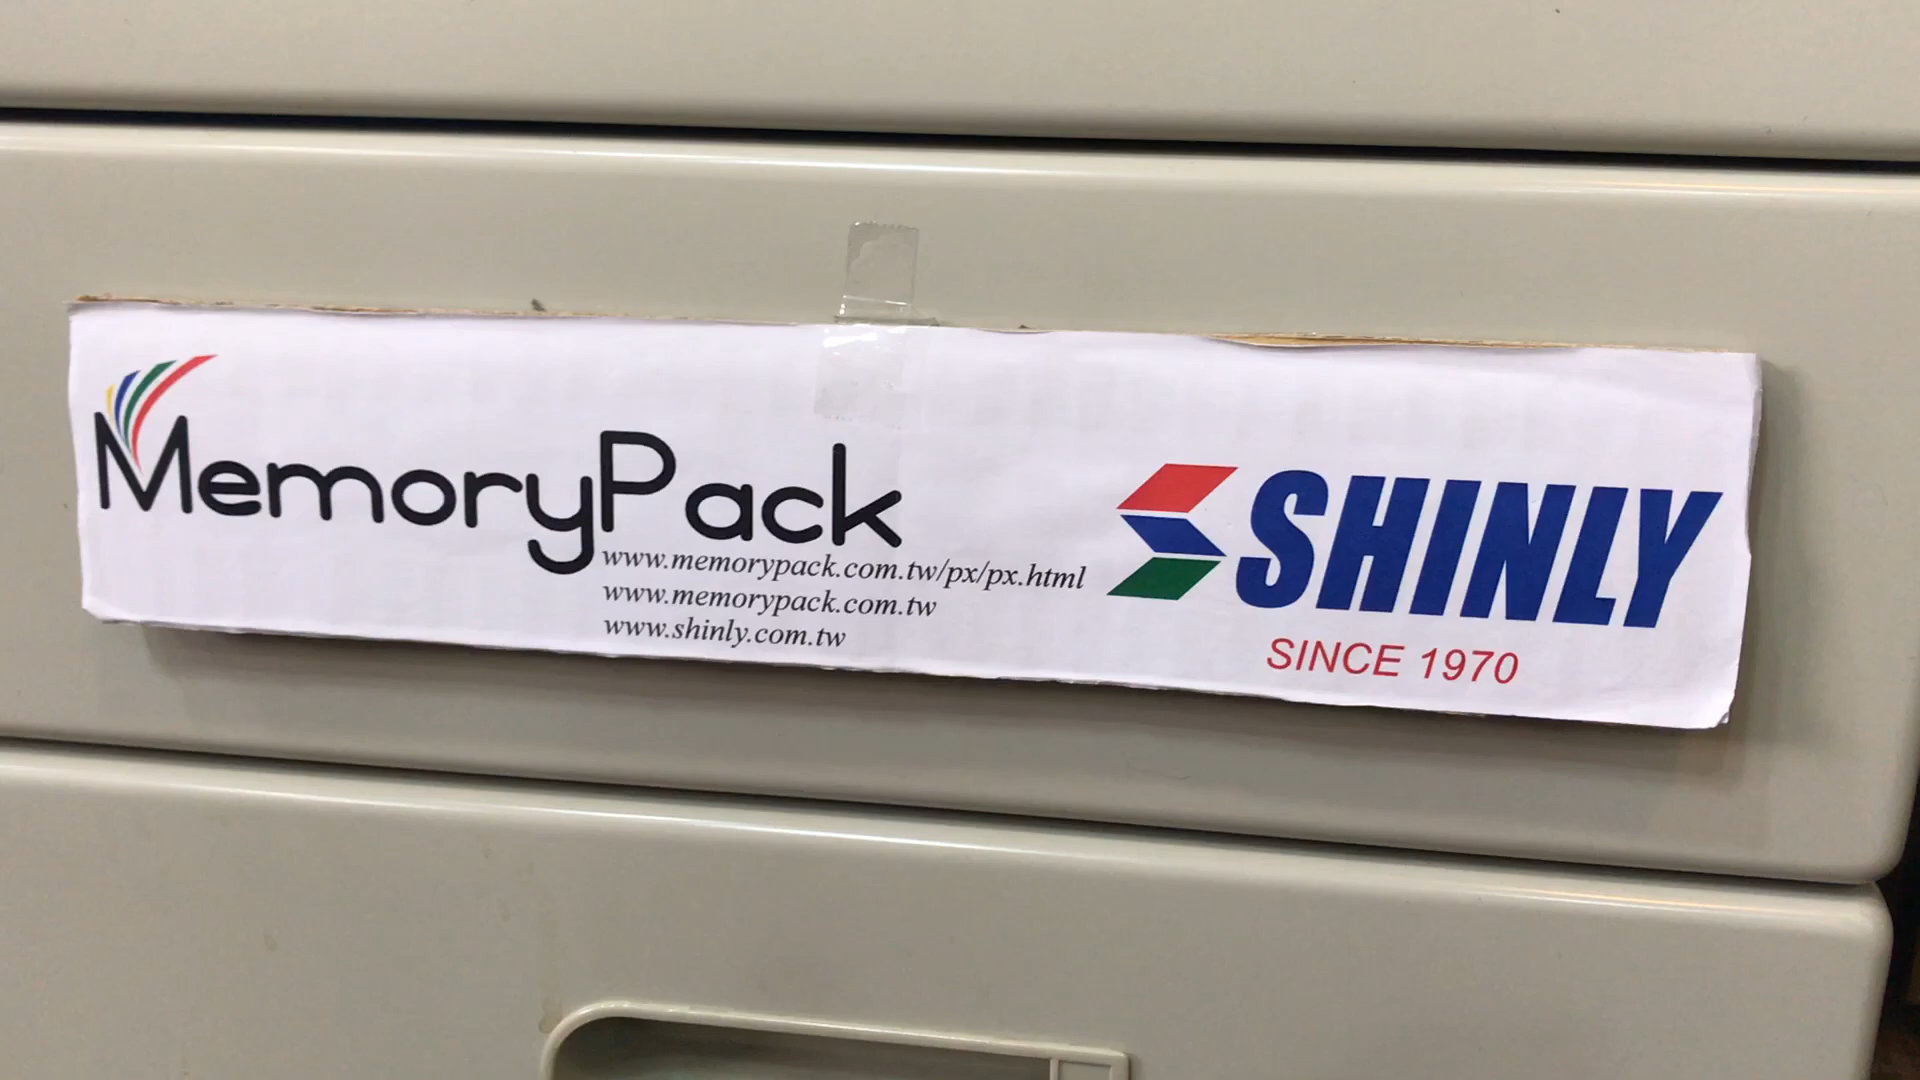 MemoryPack
www.memorypack.com.tw/px/px.html
www.memorypack.com.tw
www.shinly.com.tw
SHINLY
SINCE 1970